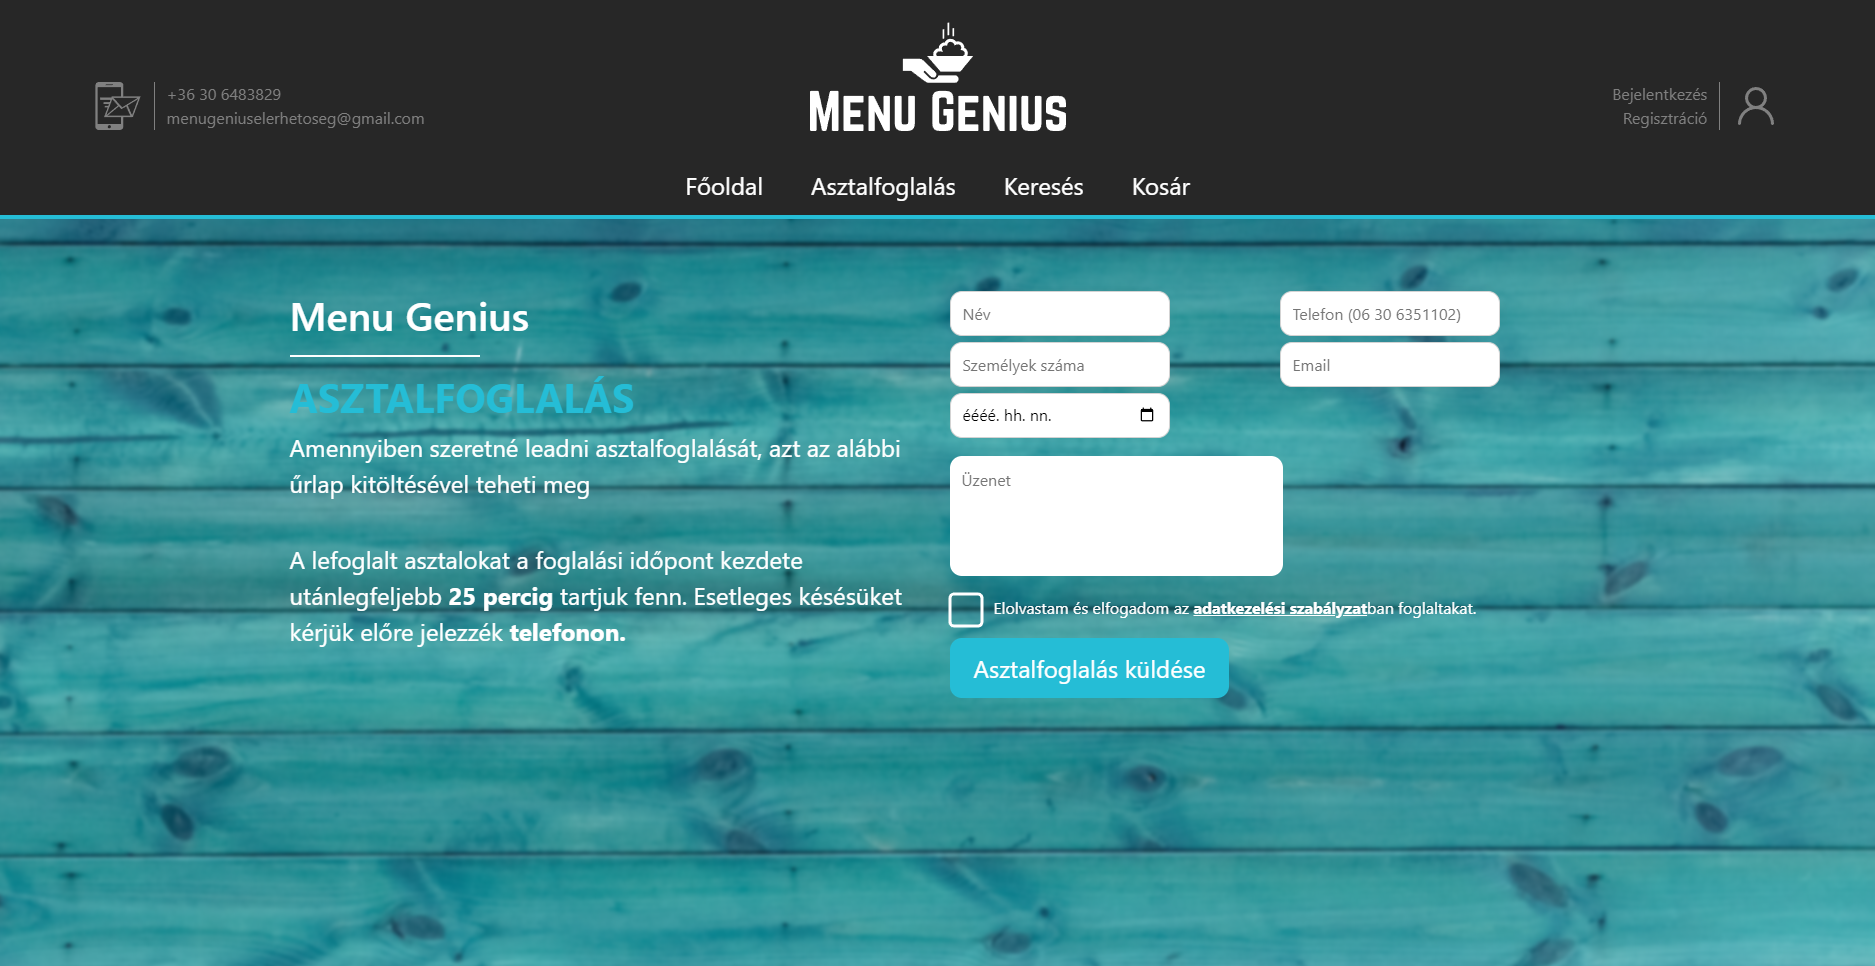 +36 30 6483829
menugeniuselerhetoseg@gmail.com
MENU GENIUS
Bejelentkezés
Regisztráció
Főoldal Asztalfoglalás Keresés Kosár
Menu Genius
ASZTALFOGLALÁS
Amennyiben szeretné leadni asztalfoglalását, azt az alábbi
űrlap kitöltésével teheti meg
A lefoglalt asztalokat a foglalási időpont kezdete
utánlegfeljebb 25 percig tartjuk fenn. Esetleges késésüket
kérjük előre jelezzék telefonon.
Név
Telefon (06 30 6351102)
Személyek száma
Email
éééé. hh. nn.
Üzenet
Elolvastam és elfogadom az adatkezelési szabályzatban foglaltakat.
Asztalfoglalás küldése